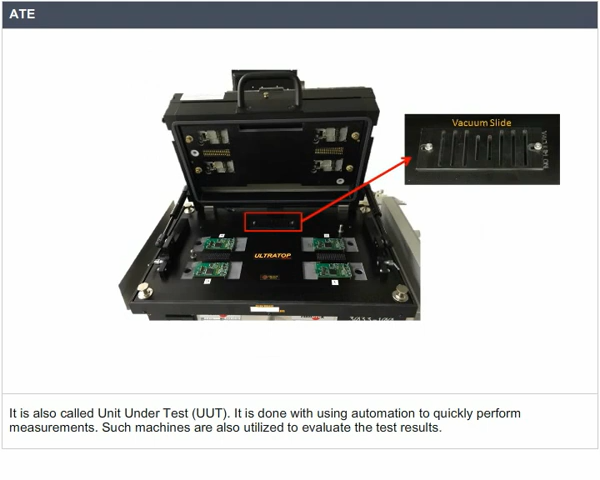 ATE
Vacuum Slide
ULTRATOP
It is also called Unit Under Test (UUT). It is done with using automation to quickly perform
measurements. Such machines are also utilized to evaluate the test results.